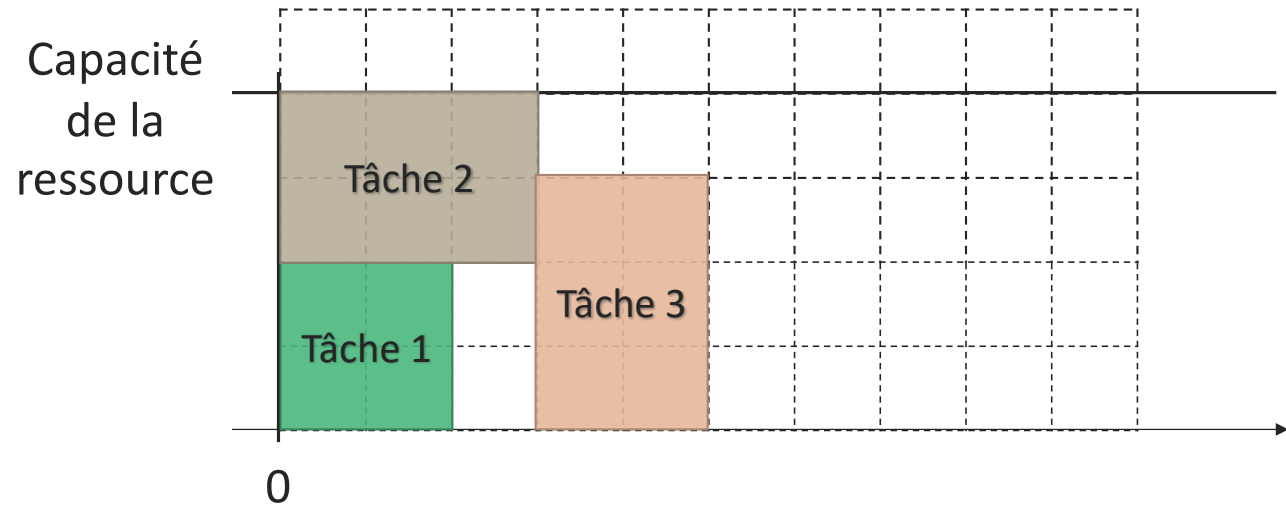 Capacité
de la
ressource
Tâche 2
Tâche 3
Tâche 1
0